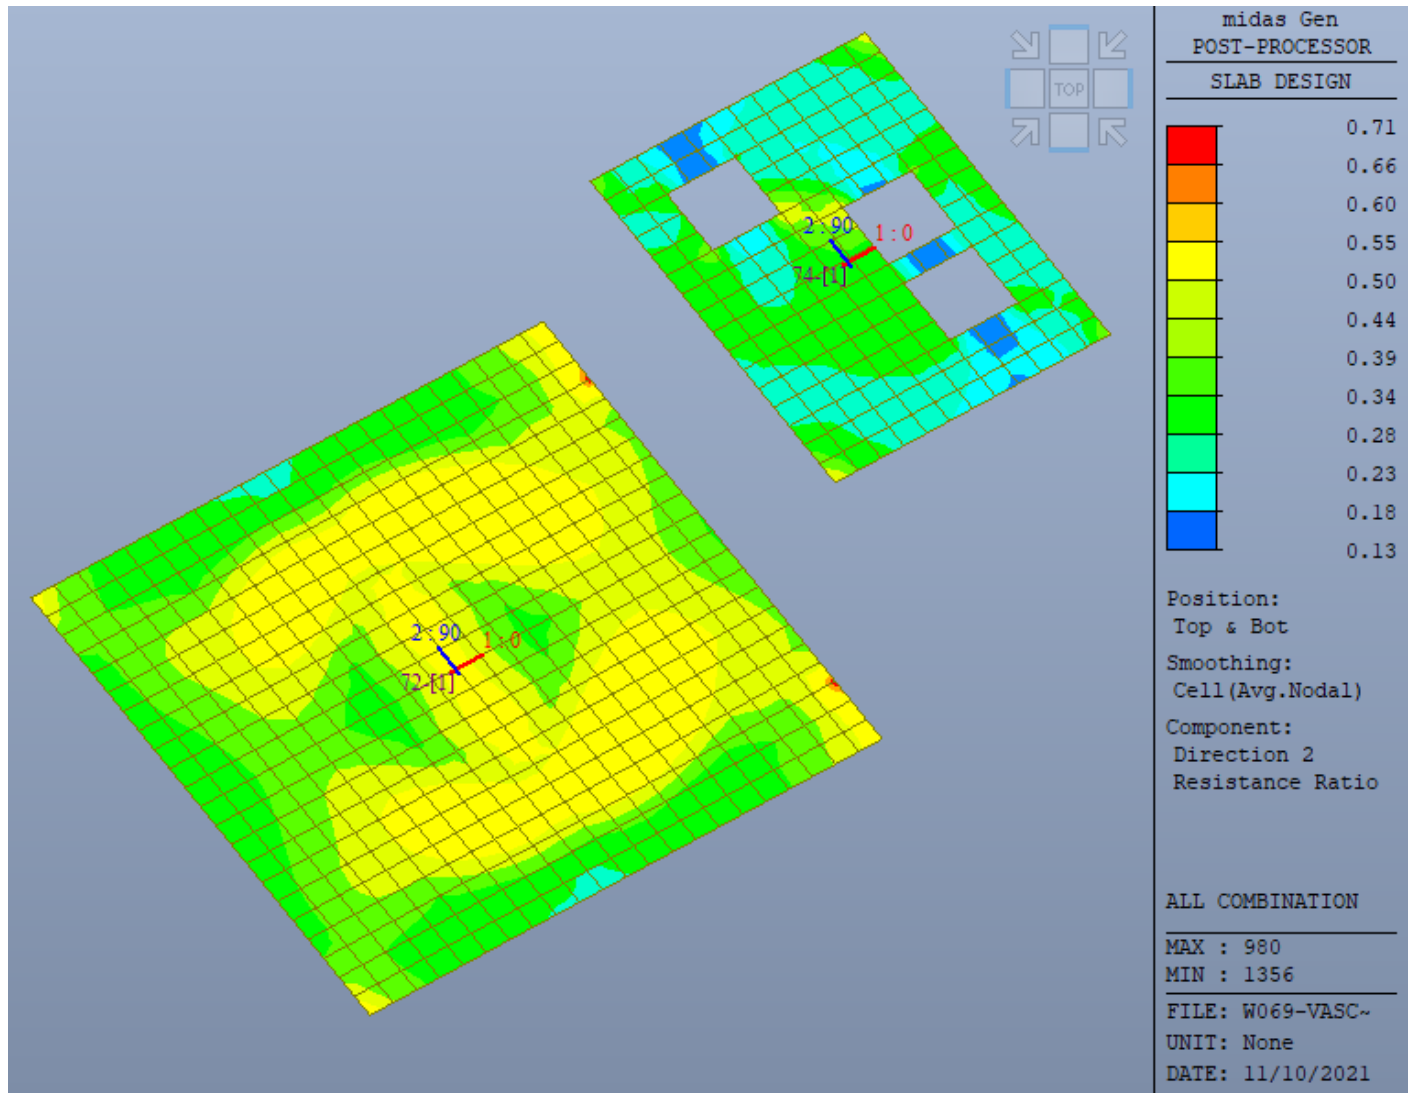 midas Gen
POST-PROCESSOR
SLAB DESIGN
0.71
0.66
0.60
0.55
0.50
0.44
0.39
0.34
0.28
0.23
0.18
0.13
Position:
Top & Bot
Smoothing:
Cell(Avg.Nodal)
Component:
Direction 2
Resistance Ratio
ALL COMBINATION
MAX : 980
MIN : 1356
FILE: W069-VASC~
UNIT: None
DATE: 11/10/2021
TOP
2 : 90
1 : 0
74-[1]
2 : 90
1 : 0
72-[1]